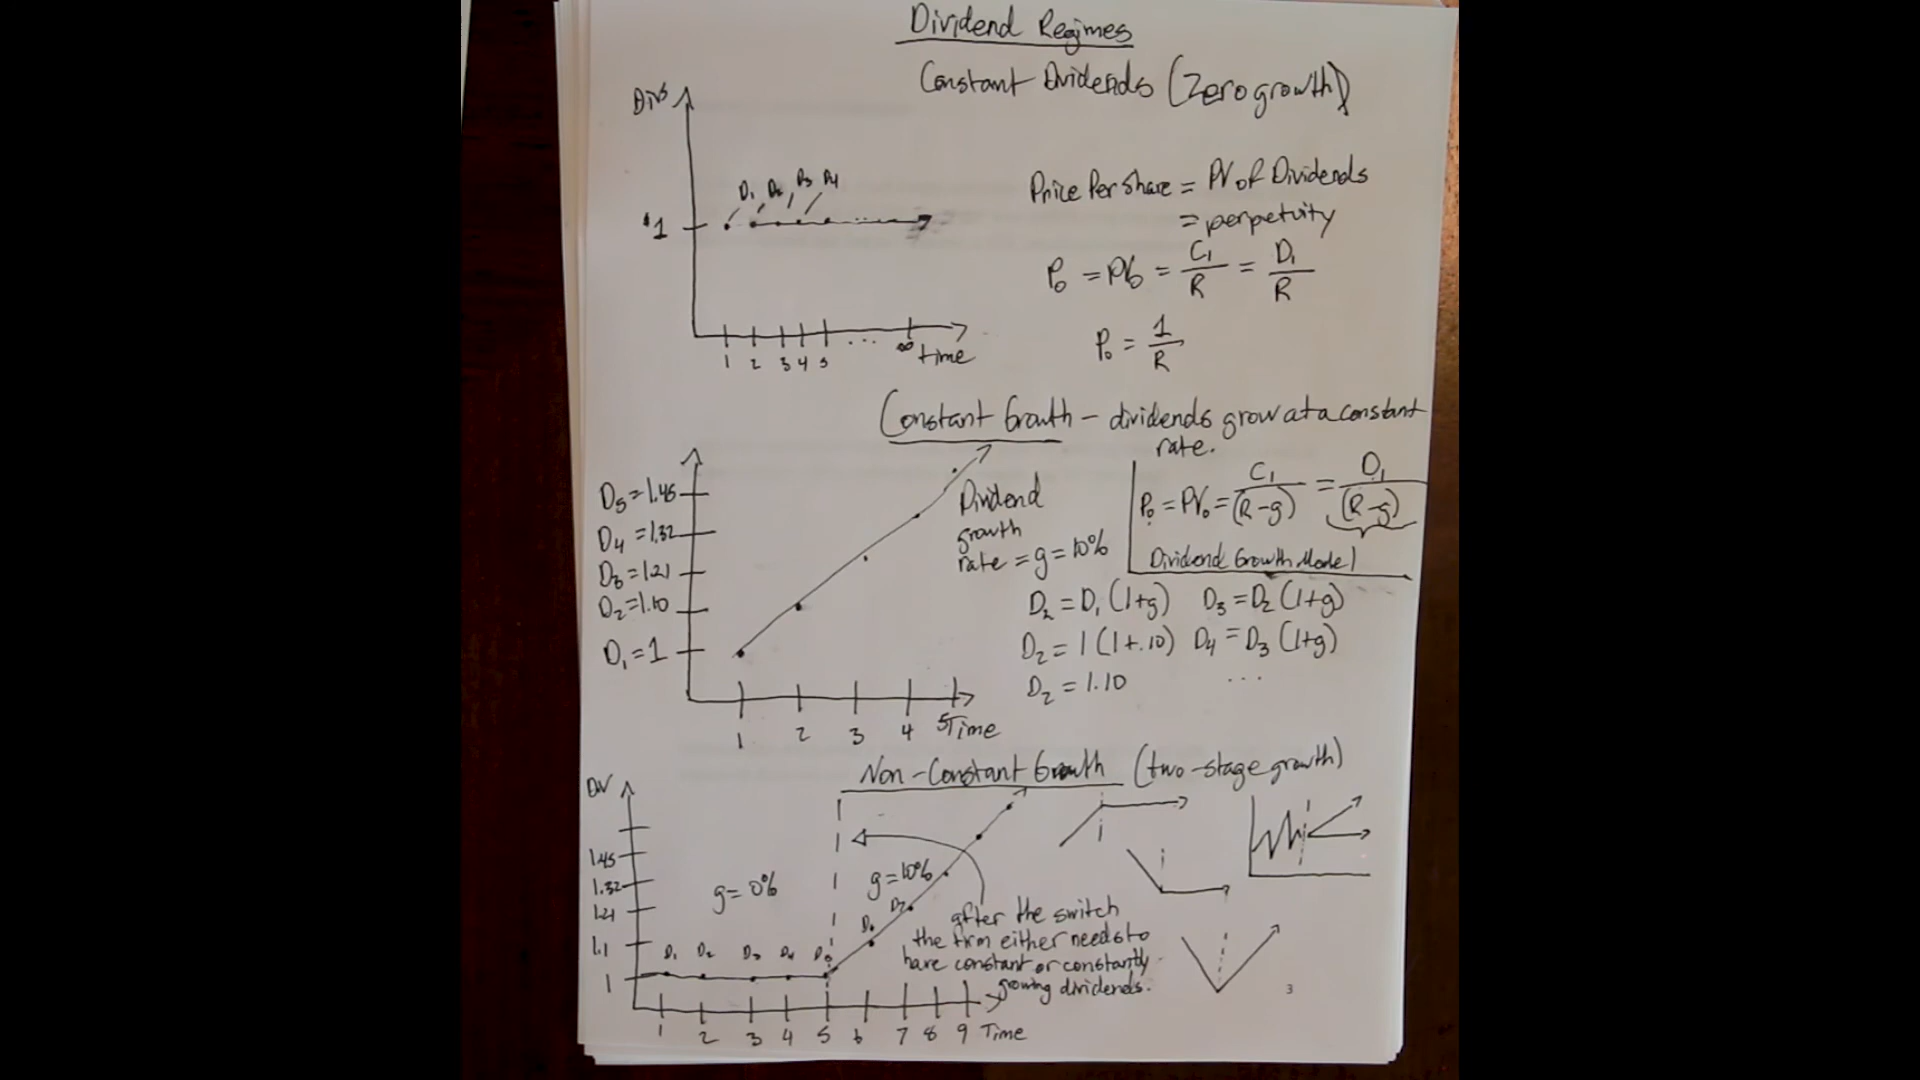 Dividend Regimes
Constant Dividends (Zero growth)
Divs
D1 D2 D3 D4
$1
1 2 3 4 5 ... ∞ time
Price Per Share = PV of Dividends
= perpetuity
P0 = PV0 = C1/R = D1/R
P0 = 1/R
Constant Growth - dividends grow at a constant
rate.
D5 = 1.45
D4 = 1.32
D3 = 1.21
D2 = 1.10
D1 = 1
1 2 3 4 5 Time
Dividend
growth
rate = g = 10%
P0 = PV0 = C1/(R-g) = D1/(R-g)
Dividend Growth Model
D2 = D1 (1+g) D3 = D2 (1+g)
D2 = 1 (1+.10) D4 = D3 (1+g)
D2 = 1.10 ...
Non-Constant Growth (two-stage growth)
Div
1.45
1.32
1.21
1.1
1
g = 0%
g = 10%
D1 D2 D3 D4 D5 D6 D7
1 2 3 4 5 6 7 8 9 Time
after the switch
the firm either needs to
have constant or constantly
growing dividends.
3